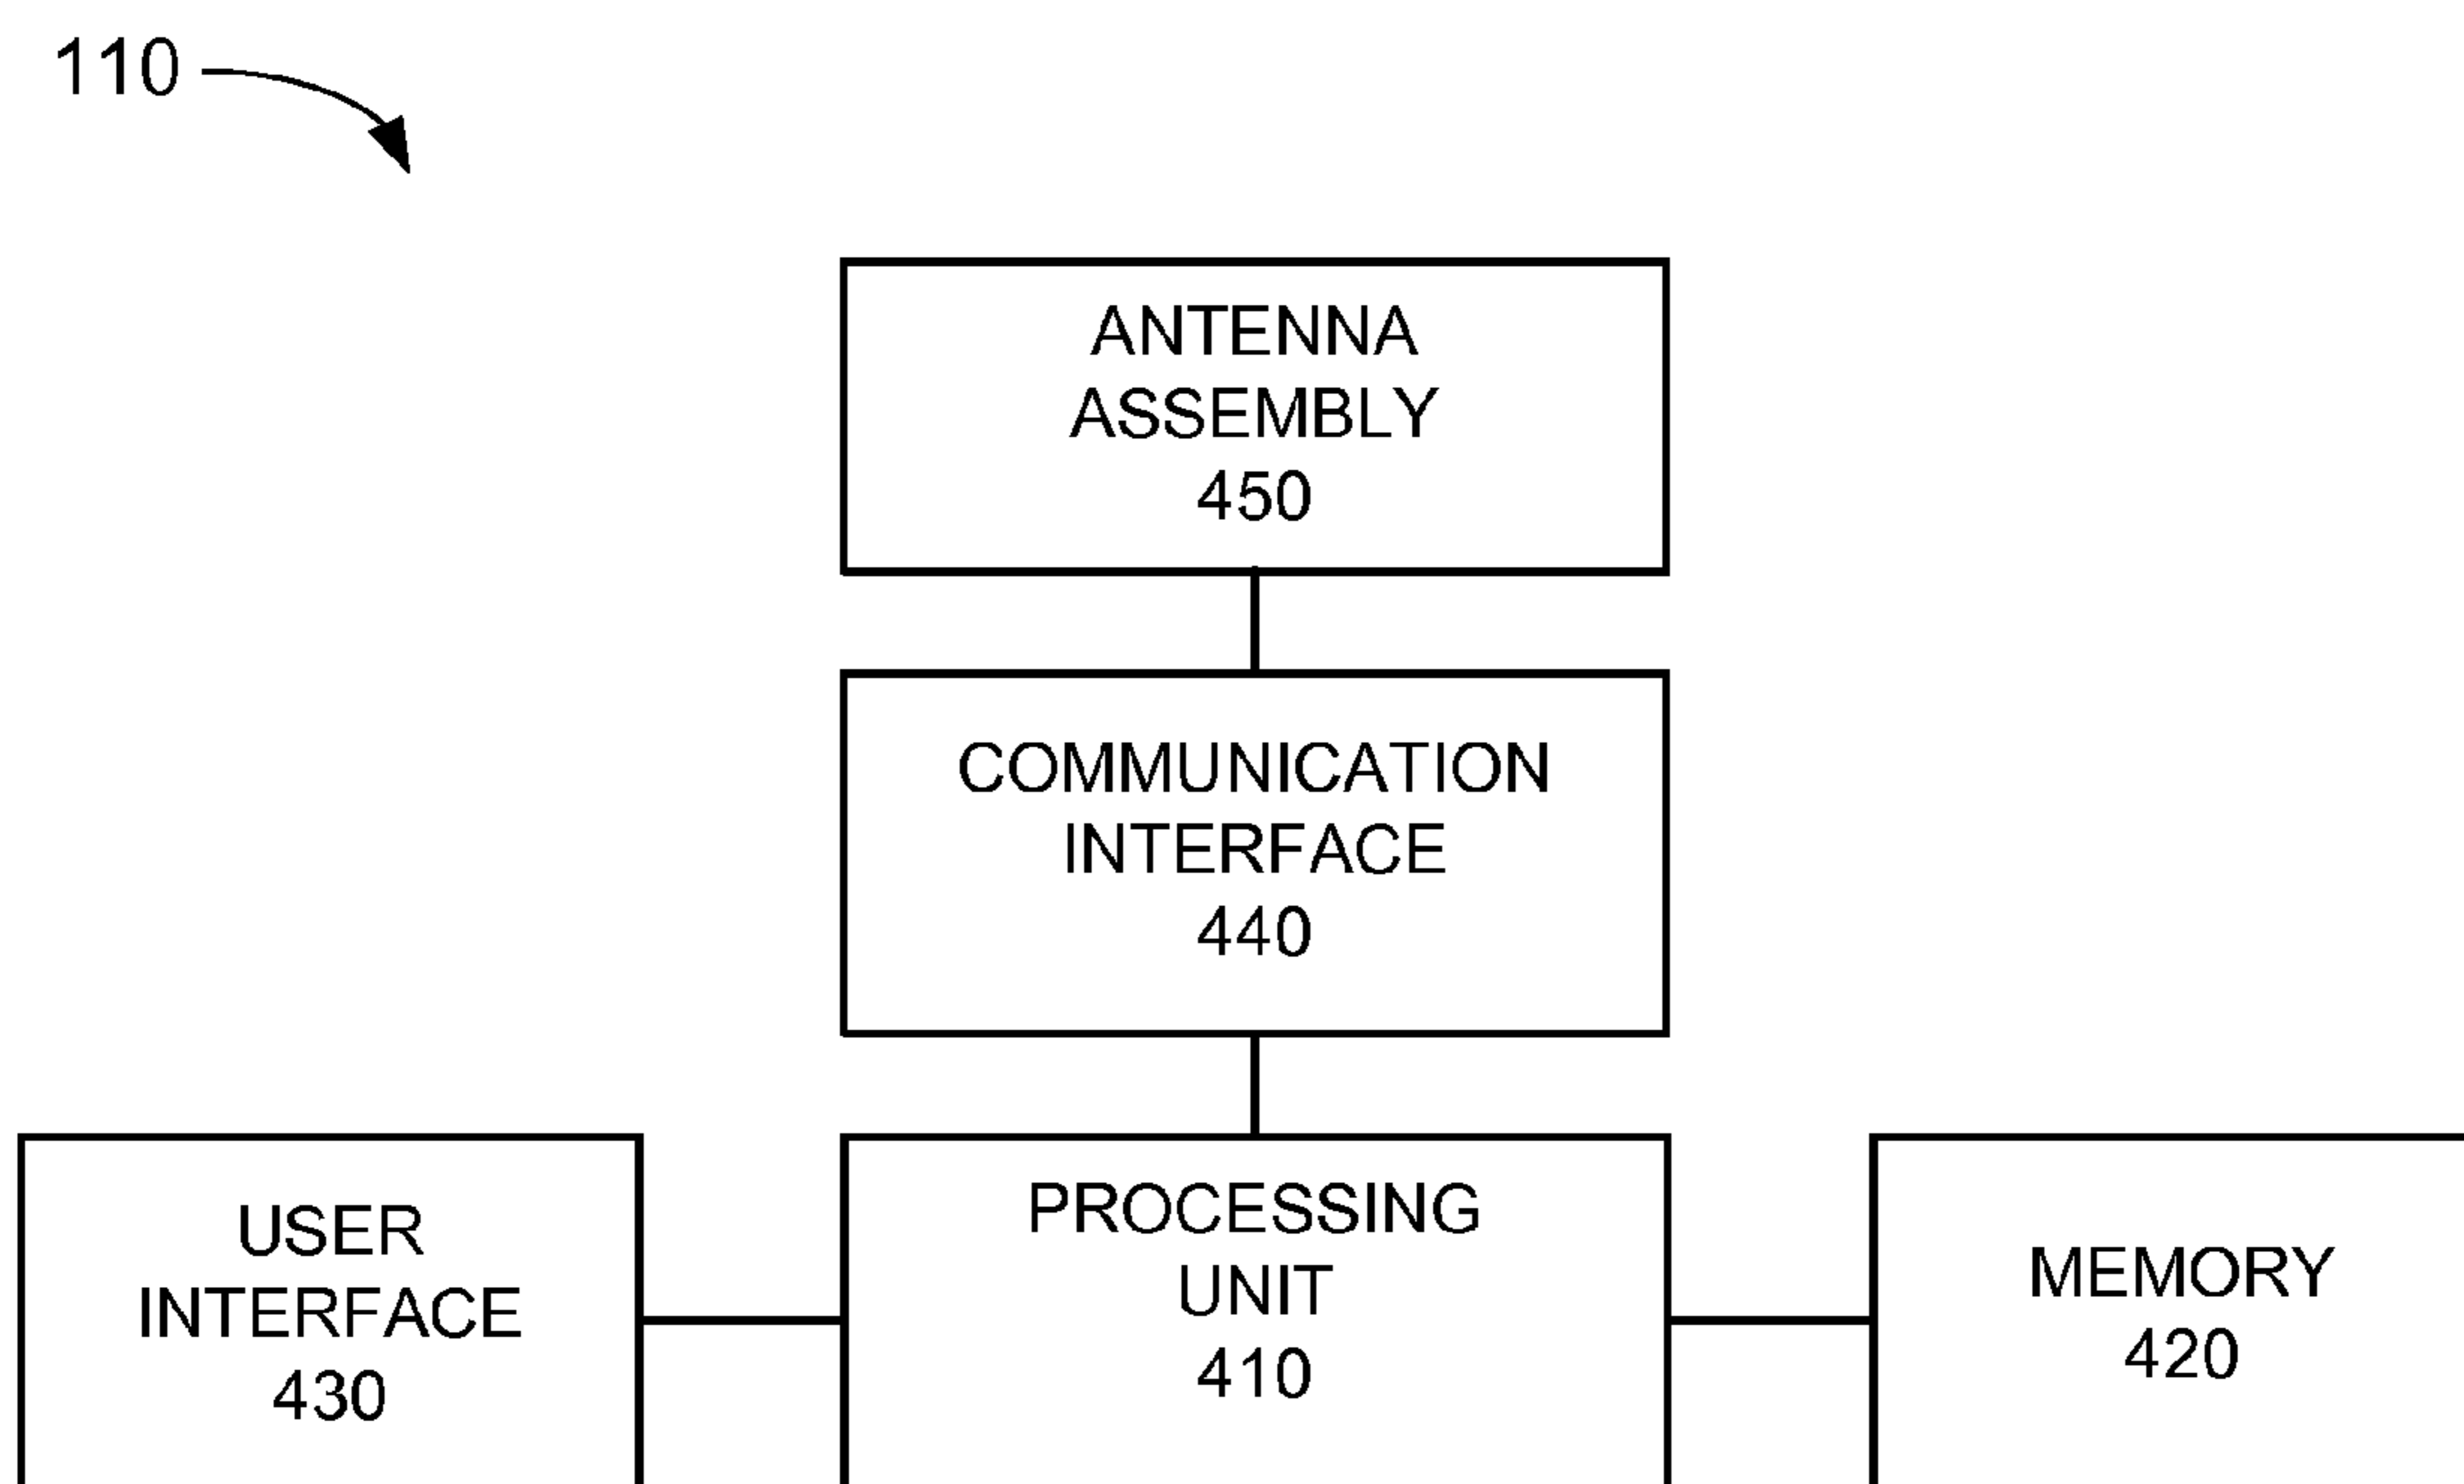 110
ANTENNA
ASSEMBLY
450
COMMUNICATION
INTERFACE
440
USER
INTERFACE
430
PROCESSING
UNIT
410
MEMORY
420